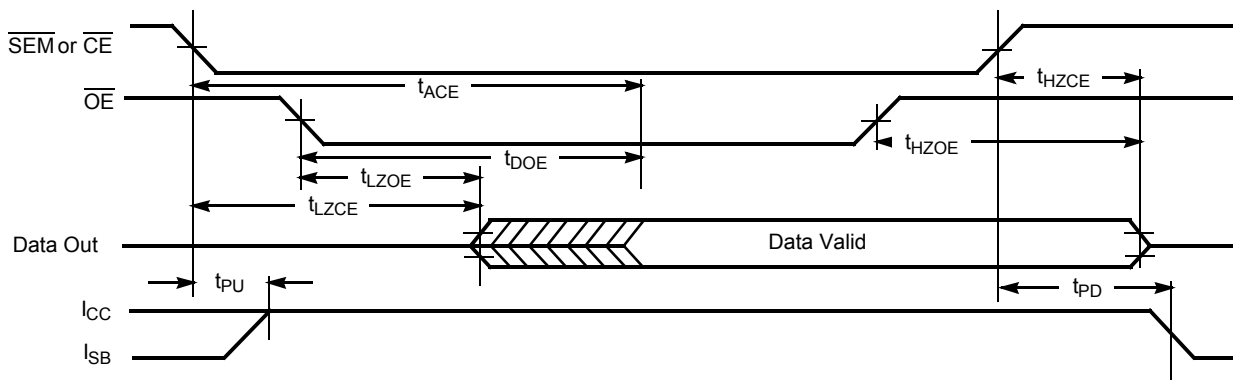 SEM or CE
tACE
tHZCE
OE
tHZOE
tDOE
tLZOE
tLZCE
Data Out
Data Valid
tPU
tPD
ICC
ISB